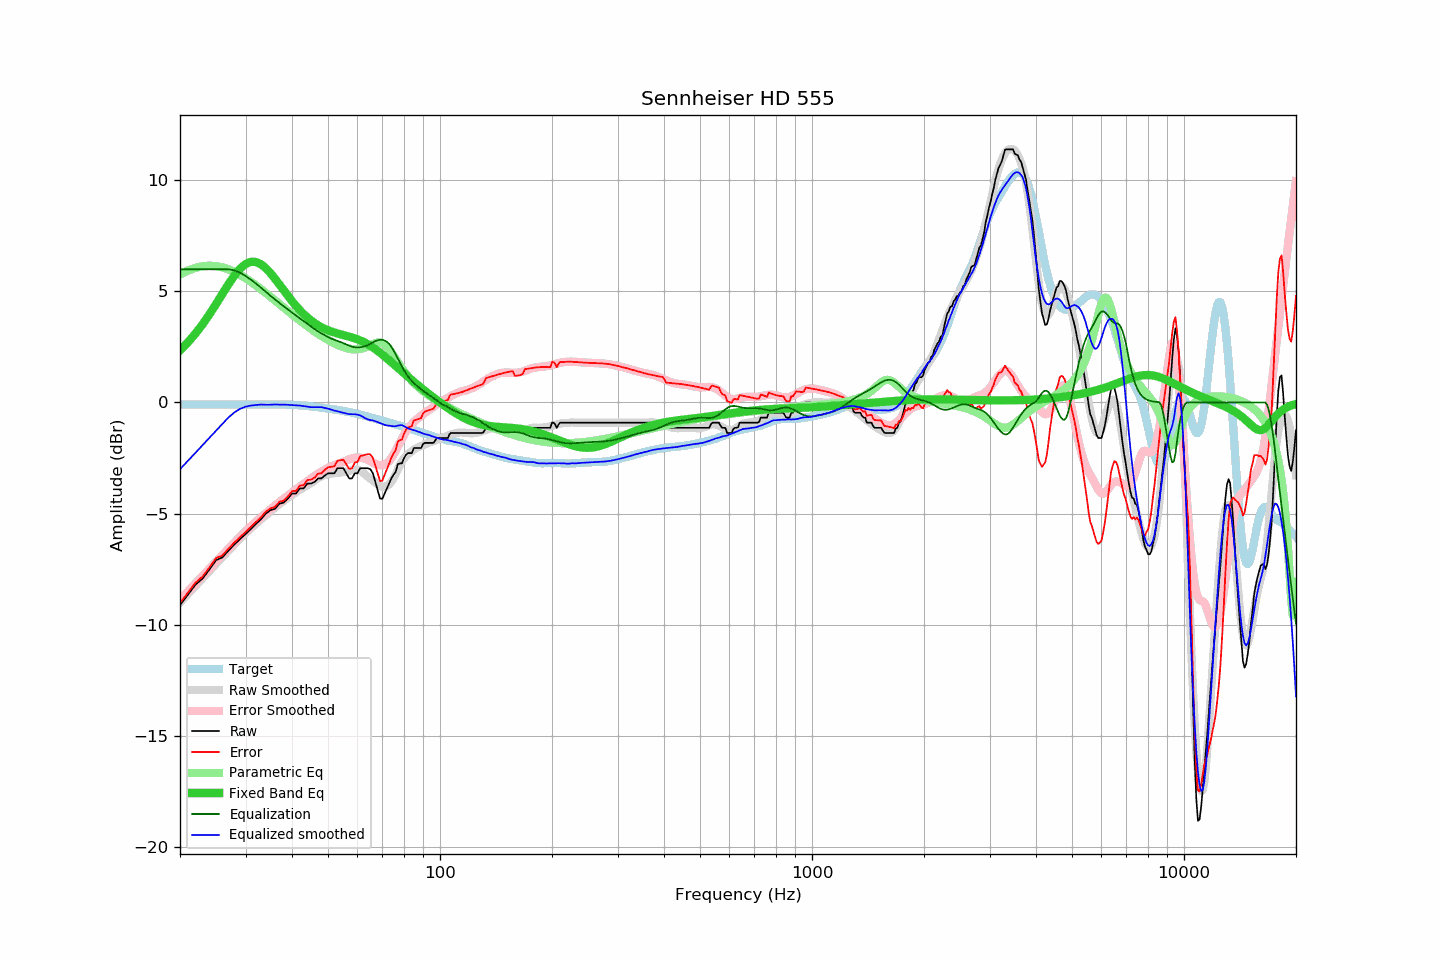 Sennheiser HD 555
Amplitude (dBr)
10
5
0
−5
−10
−15
−20
Target
Raw Smoothed
Error Smoothed
Raw
Error
Parametric Eq
Fixed Band Eq
Equalization
Equalized smoothed
100
1000
10000
Frequency (Hz)